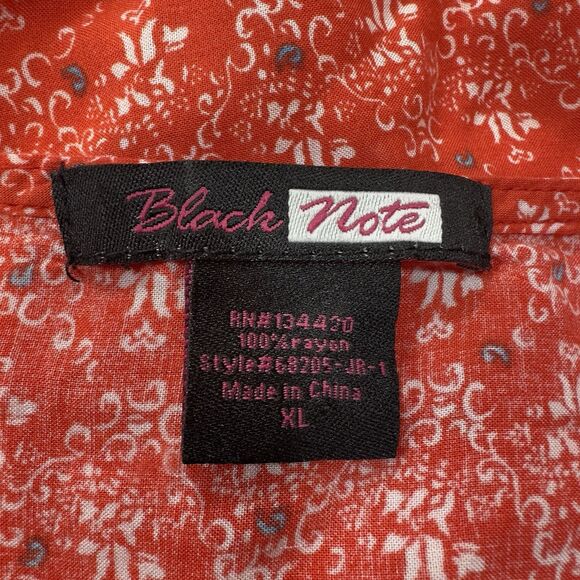 Black Note
RN#134420
100%rayon
Style#68205-JR-1
Made in China
XL